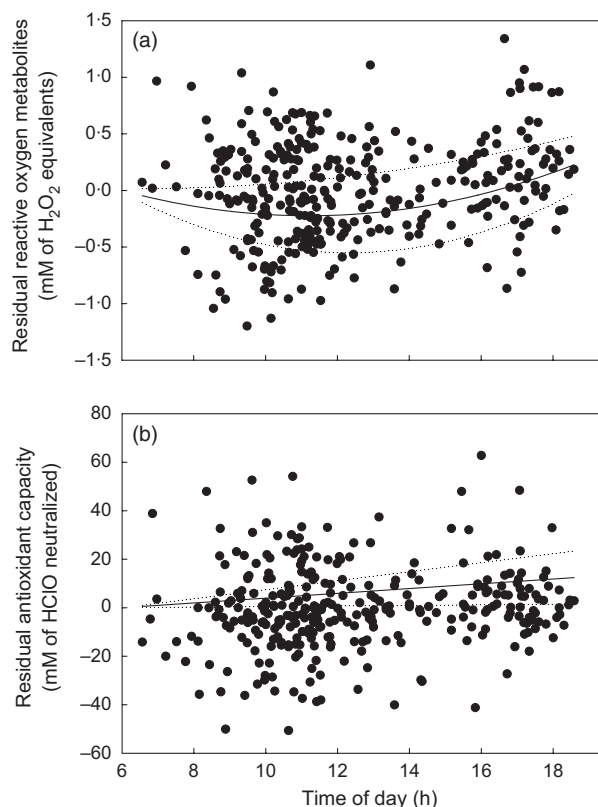 (a)
1·5
1·0
0·5
0·0
–0·5
–1·0
–1·5
Residual reactive oxygen metabolites
(mM of H₂O₂ equivalents)
(b)
80
60
40
20
0
–20
–40
–60
Residual antioxidant capacity
(mM of HClO neutralized)
6 8 10 12 14 16 18
Time of day (h)